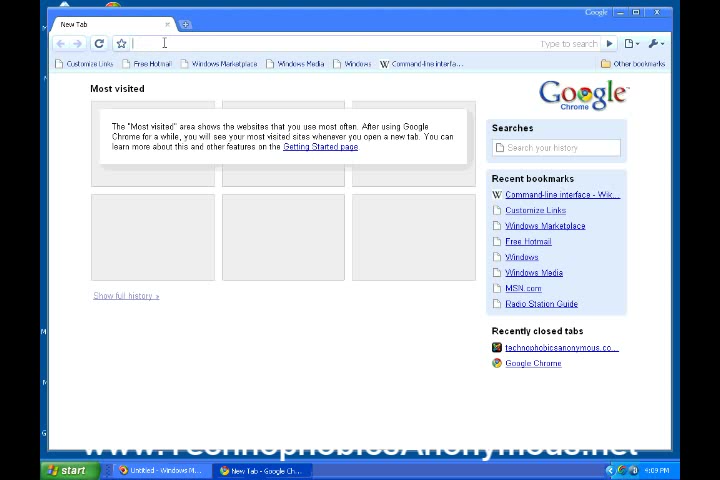 Google
New Tab
Type to search
Customize Links Free Hotmail Windows Marketplace Windows Media Windows Command-line interfa... Other bookmarks
Most visited
The "Most visited" area shows the websites that you use most often. After using Google
Chrome for a while, you will see your most visited sites whenever you open a new tab. You can
learn more about this and other features on the Getting Started page.
Show full history »
Google™
Chrome
Searches
Search your history
Recent bookmarks
Command-line interface - Wik...
Customize Links
Windows Marketplace
Free Hotmail
Windows
Windows Media
MSN.com
Radio Station Guide
Recently closed tabs
technophobicsanonymous.co...
Google Chrome
www.TechnophobicsAnonymous.net
start Untitled - Windows M... New Tab - Google Ch... 4:09 PM